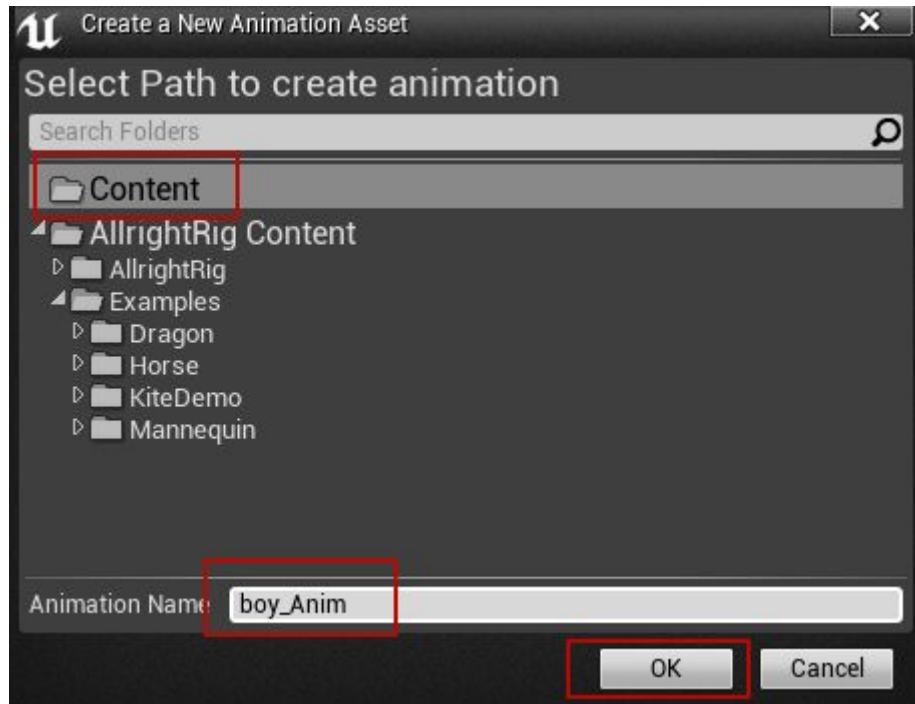 Create a New Animation Asset
Select Path to create animation
Search Folders
Content
AllrightRig Content
AllrightRig
Examples
Dragon
Horse
KiteDemo
Mannequin
Animation Name boy_Anim
OK Cancel